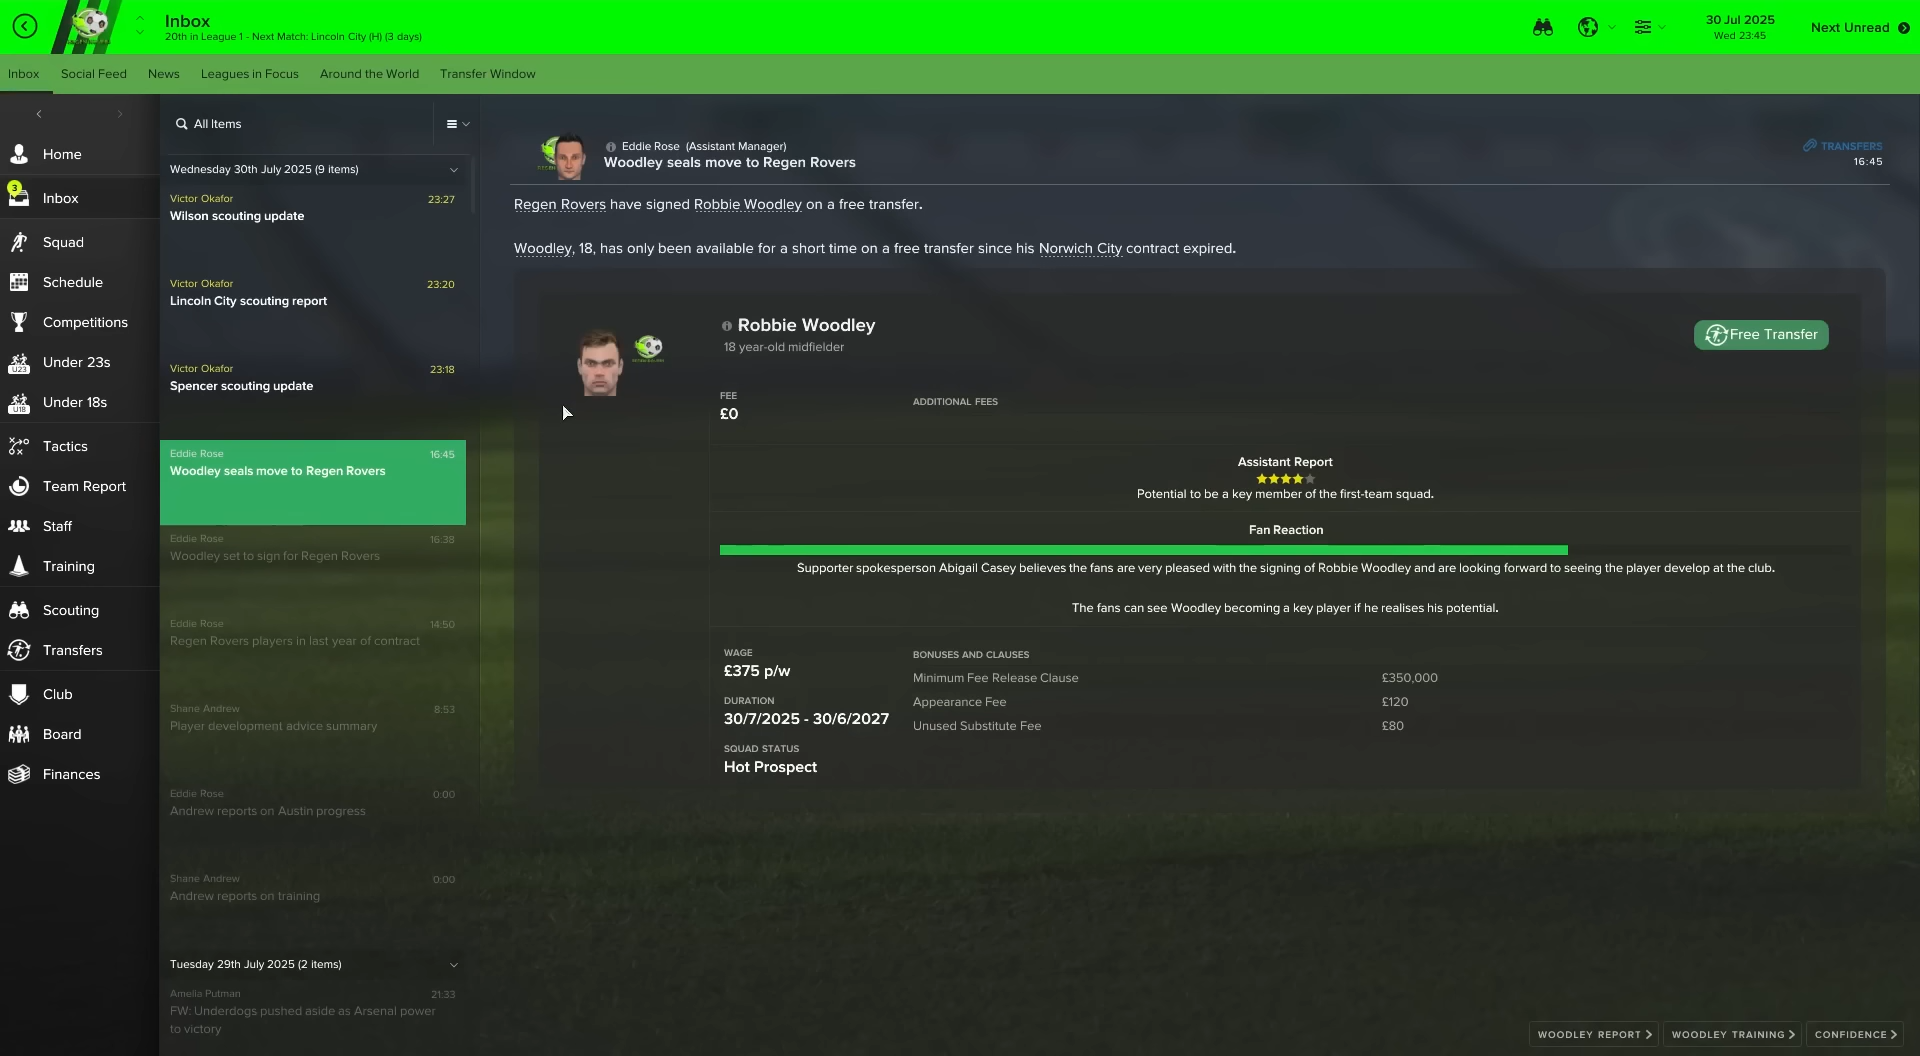 Inbox
20th in League 1 - Next Match: Lincoln City (H) (3 days)
30 Jul 2025
Wed 23:45
Next Unread
Inbox
Social Feed
News
Leagues in Focus
Around the World
Transfer Window
Home
3
Inbox
Squad
Schedule
Competitions
U23
Under 23s
U18
Under 18s
Tactics
Team Report
Staff
Training
Scouting
Transfers
Club
Board
Finances
All Items
Wednesday 30th July 2025 (9 items)
Victor Okafor 23:27
Wilson scouting update
Victor Okafor 23:20
Lincoln City scouting report
Victor Okafor 23:18
Spencer scouting update
Eddie Rose 16:45
Woodley seals move to Regen Rovers
Eddie Rose 16:38
Woodley set to sign for Regen Rovers
Eddie Rose 14:50
Regen Rovers players in last year of contract
Shane Andrew 8:53
Player development advice summary
Eddie Rose 0:00
Andrew reports on Austin progress
Shane Andrew 0:00
Andrew reports on training
Tuesday 29th July 2025 (2 items)
Amelia Putman 21:33
FW: Underdogs pushed aside as Arsenal power
to victory
Eddie Rose (Assistant Manager)
Woodley seals move to Regen Rovers
TRANSFERS
16:45
Regen Rovers have signed Robbie Woodley on a free transfer.
Woodley, 18, has only been available for a short time on a free transfer since his Norwich City contract expired.
Robbie Woodley
18 year-old midfielder
Free Transfer
FEE
£0
ADDITIONAL FEES
Assistant Report
Potential to be a key member of the first-team squad.
Fan Reaction
Supporter spokesperson Abigail Casey believes the fans are very pleased with the signing of Robbie Woodley and are looking forward to seeing the player develop at the club.
The fans can see Woodley becoming a key player if he realises his potential.
WAGE
£375 p/w
DURATION
30/7/2025 - 30/6/2027
SQUAD STATUS
Hot Prospect
BONUSES AND CLAUSES
Minimum Fee Release Clause £350,000
Appearance Fee £120
Unused Substitute Fee £80
WOODLEY REPORT
WOODLEY TRAINING
CONFIDENCE